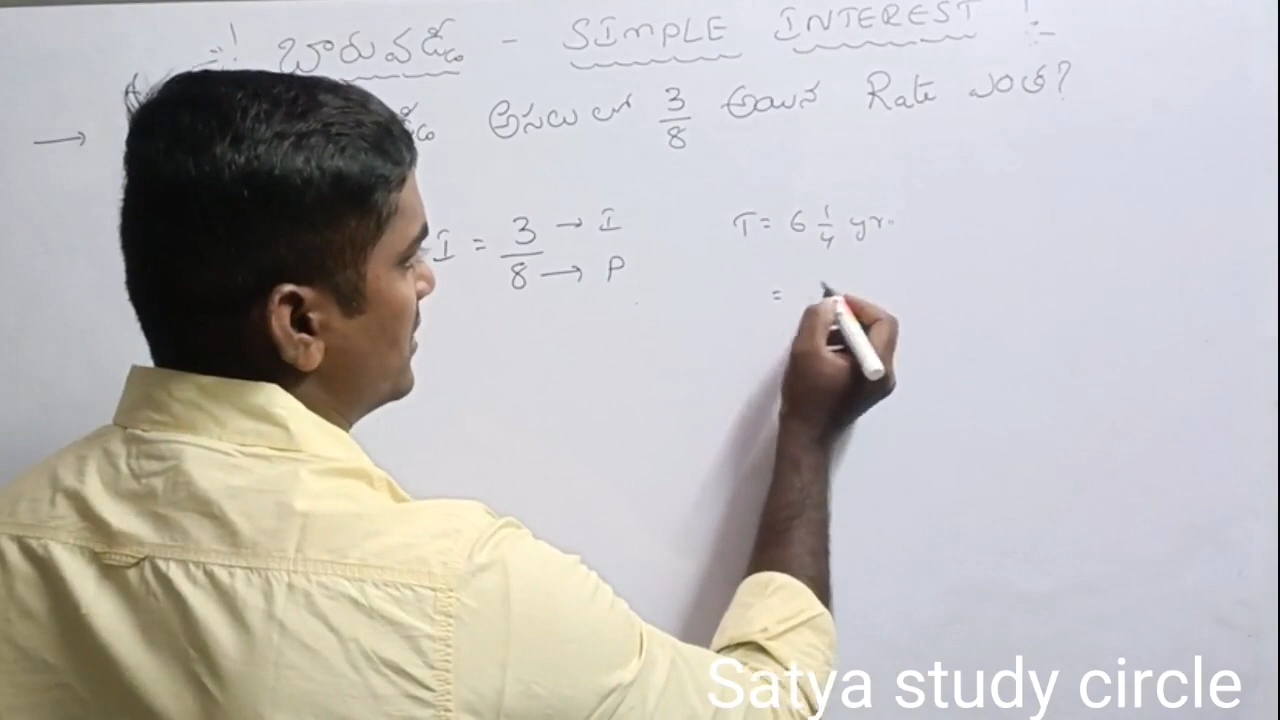 బారువడ్డీ - SIMPLE INTEREST
→ అసలులో 3/8 అయిన Rate ఎంత?
I = 3/8 → I → P
T = 6 1/4 yr.
=
Satya study circle